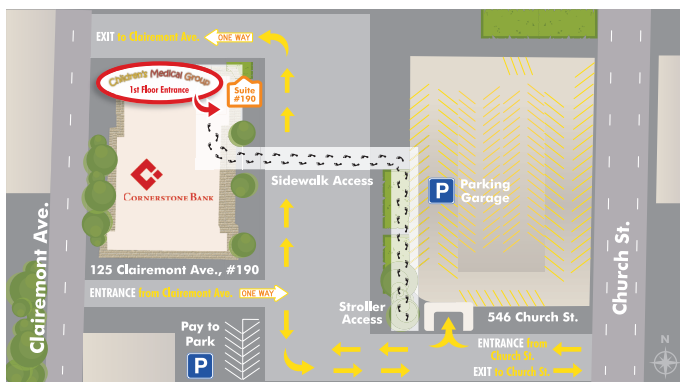 EXIT to Clairemont Ave.
ONE WAY
Children's Medical Group
1st Floor Entrance
Suite
#190
CORNERSTONE BANK
Sidewalk Access
P
Parking
Garage
Clairemont Ave.
Church St.
125 Clairemont Ave., #190
ENTRANCE from Clairemont Ave.
ONE WAY
Stroller
Access
546 Church St.
Pay to
Park
P
ENTRANCE from
Church St.
EXIT to Church St.
N